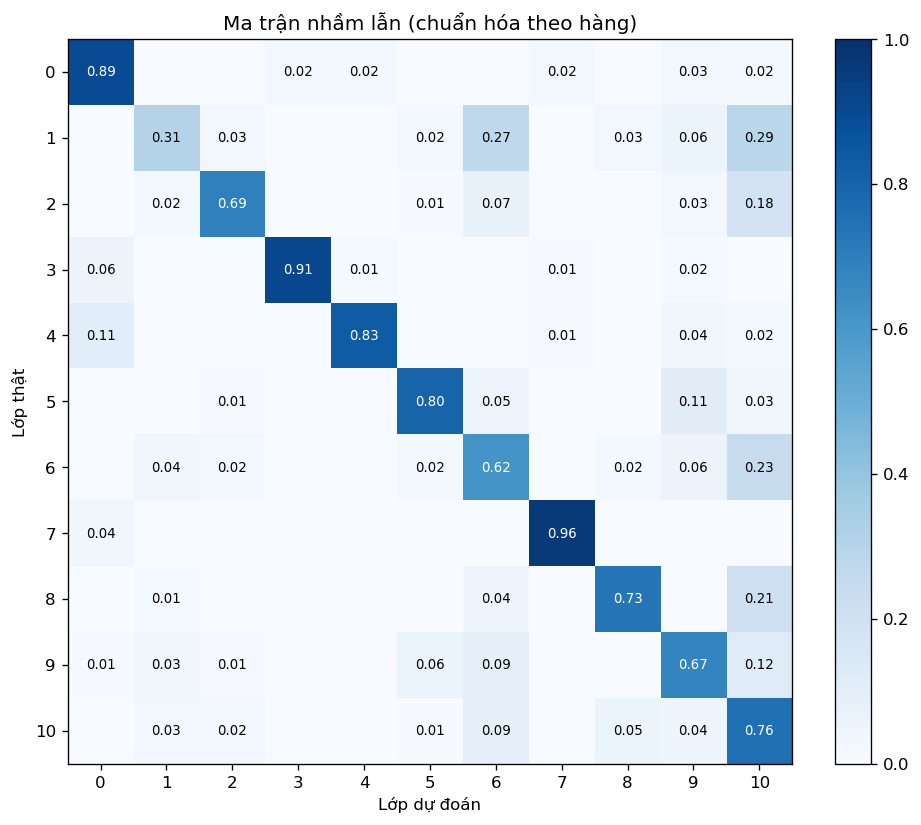 Ma trận nhầm lẫn (chuẩn hóa theo hàng)
1.0
0 0.89 0.02 0.02 0.02 0.03 0.02
1 0.31 0.03 0.02 0.27 0.03 0.06 0.29
0.8
2 0.02 0.69 0.01 0.07 0.03 0.18
3 0.06 0.91 0.01 0.01 0.02
0.6
4 0.11 0.83 0.01 0.04 0.02
Lớp thật
5 0.01 0.80 0.05 0.11 0.03
0.4
6 0.04 0.02 0.02 0.62 0.02 0.06 0.23
7 0.04 0.96
8 0.01 0.04 0.73 0.21
0.2
9 0.01 0.03 0.01 0.06 0.09 0.67 0.12
10 0.03 0.02 0.01 0.09 0.05 0.04 0.76
0.0
0 1 2 3 4 5 6 7 8 9 10
Lớp dự đoán